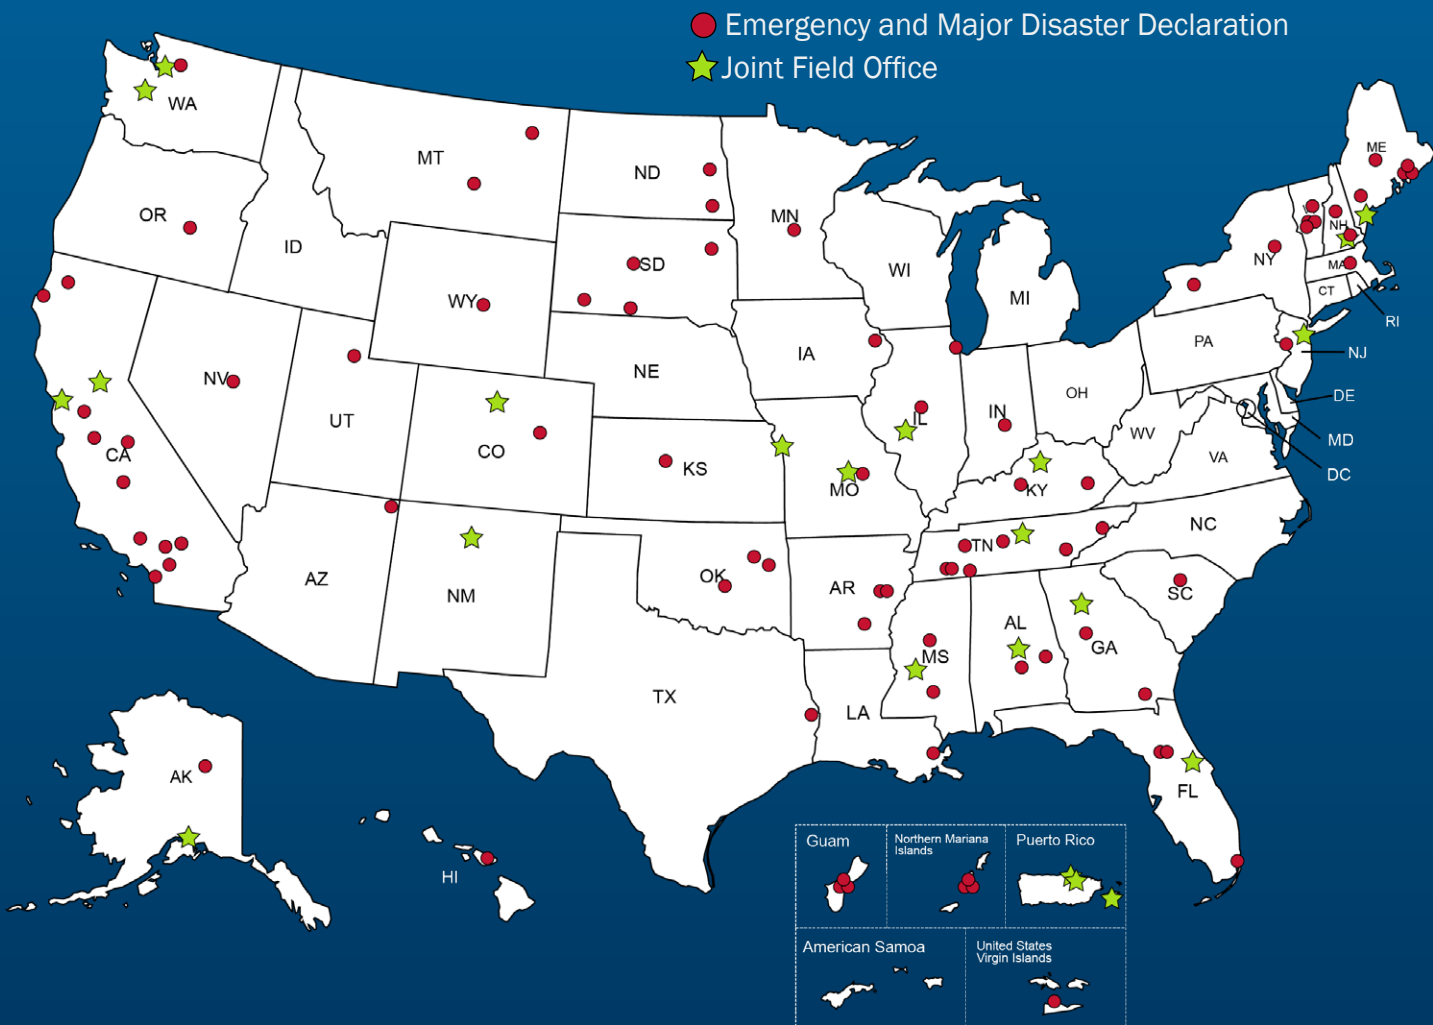 Emergency and Major Disaster Declaration
Joint Field Office
WA
MT
ND
MN
ME
OR
ID
SD
WI
MI
NY
NH
MA
CT
RI
WY
IA
PA
NJ
NE
NV
UT
CO
IL
IN
OH
DE
MD
DC
CA
KS
MO
KY
WV
VA
AZ
NM
OK
AR
TN
NC
SC
MS
AL
GA
TX
LA
FL
AK
HI
Guam
Northern Mariana
Islands
Puerto Rico
American Samoa
United States
Virgin Islands